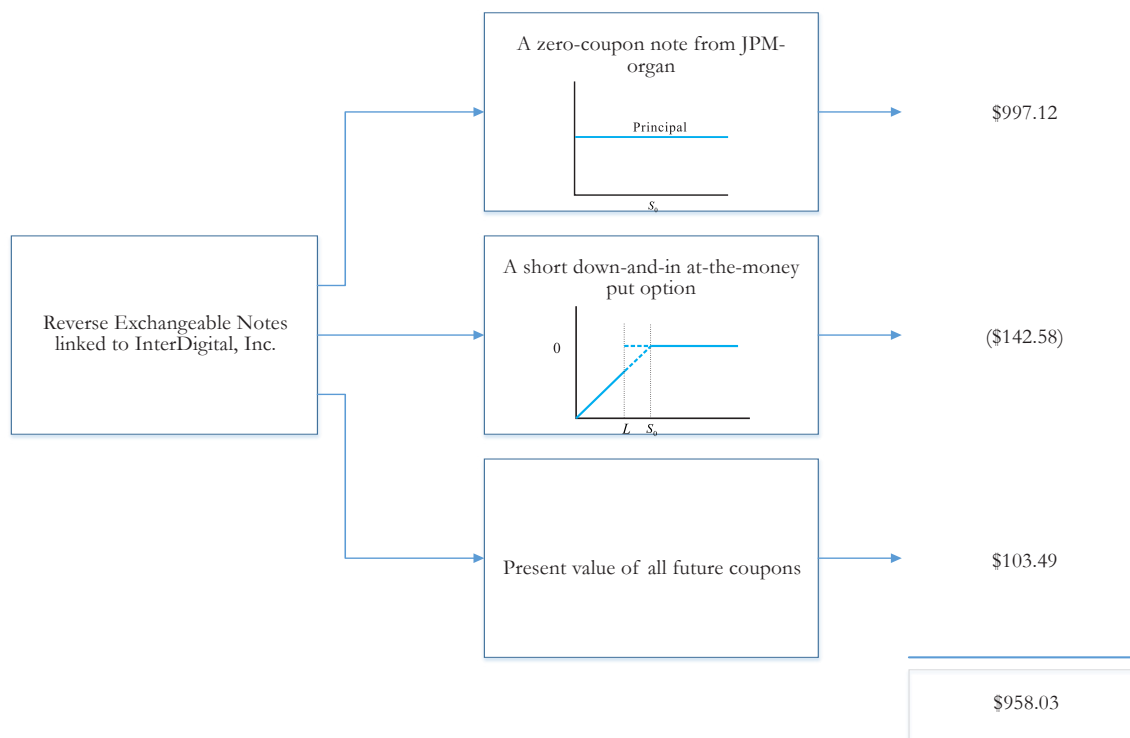 A zero-coupon note from JPM-
organ
Principal
S₀
$997.12
Reverse Exchangeable Notes
linked to InterDigital, Inc.
A short down-and-in at-the-money
put option
0
L S₀
($142.58)
Present value of all future coupons
$103.49
$958.03